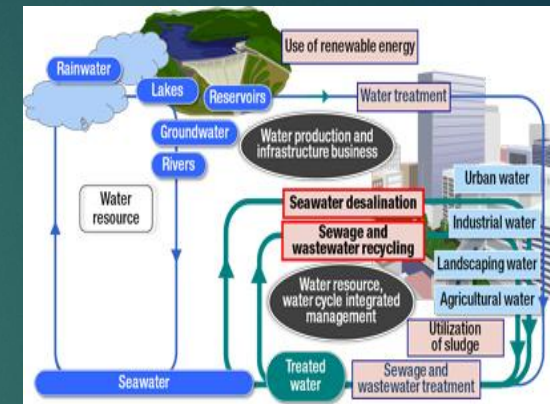 Use of renewable energy
Rainwater
Lakes
Reservoirs
Water treatment
Groundwater
Rivers
Water production and
infrastructure business
Urban water
Water
resource
Seawater desalination
Industrial water
Sewage and
wastewater recycling
Landscaping water
Water resource,
water cycle integrated
management
Agricultural water
Utilization
of sludge
Treated
water
Sewage and
wastewater treatment
Seawater